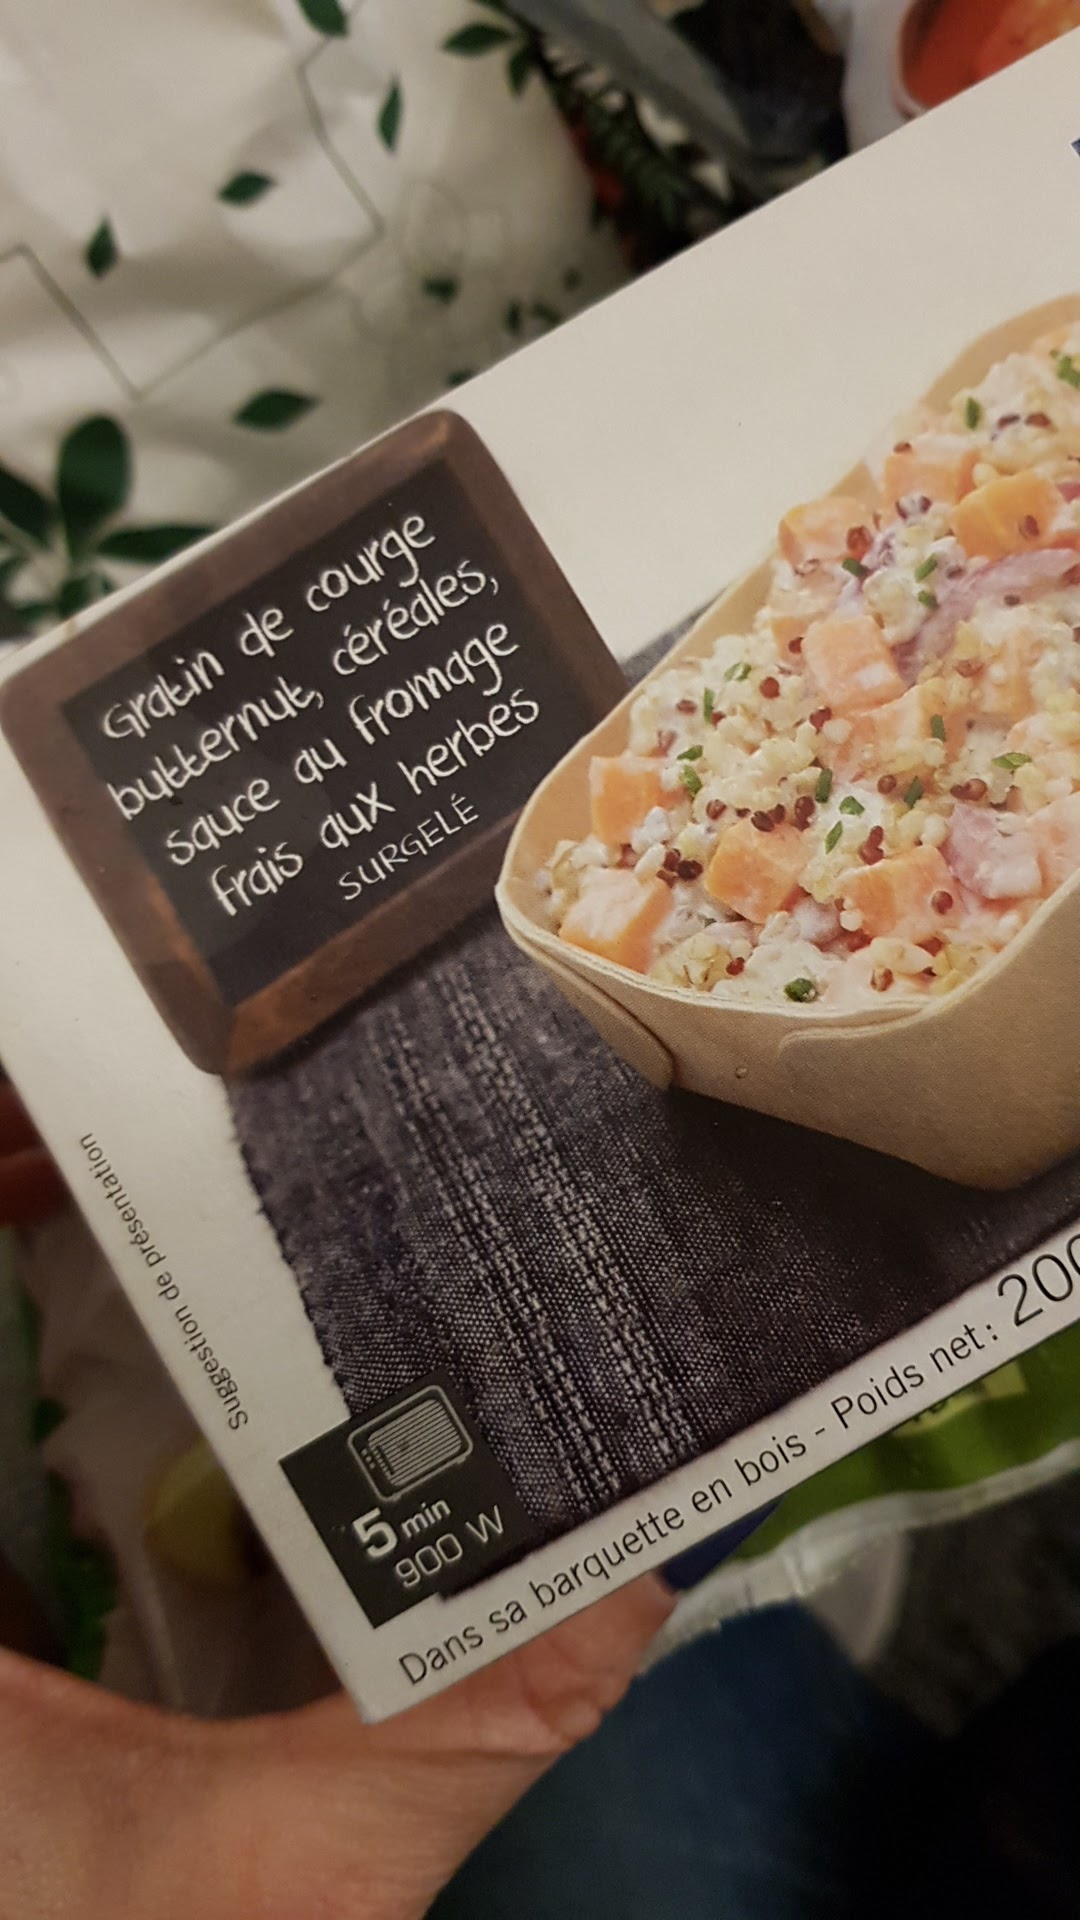 Gratin de courge
butternut, céréales,
sauce au fromage
frais aux herbes
SURGELÉ
Suggestion de présentation
5 min
900 W
Dans sa barquette en bois - Poids net :